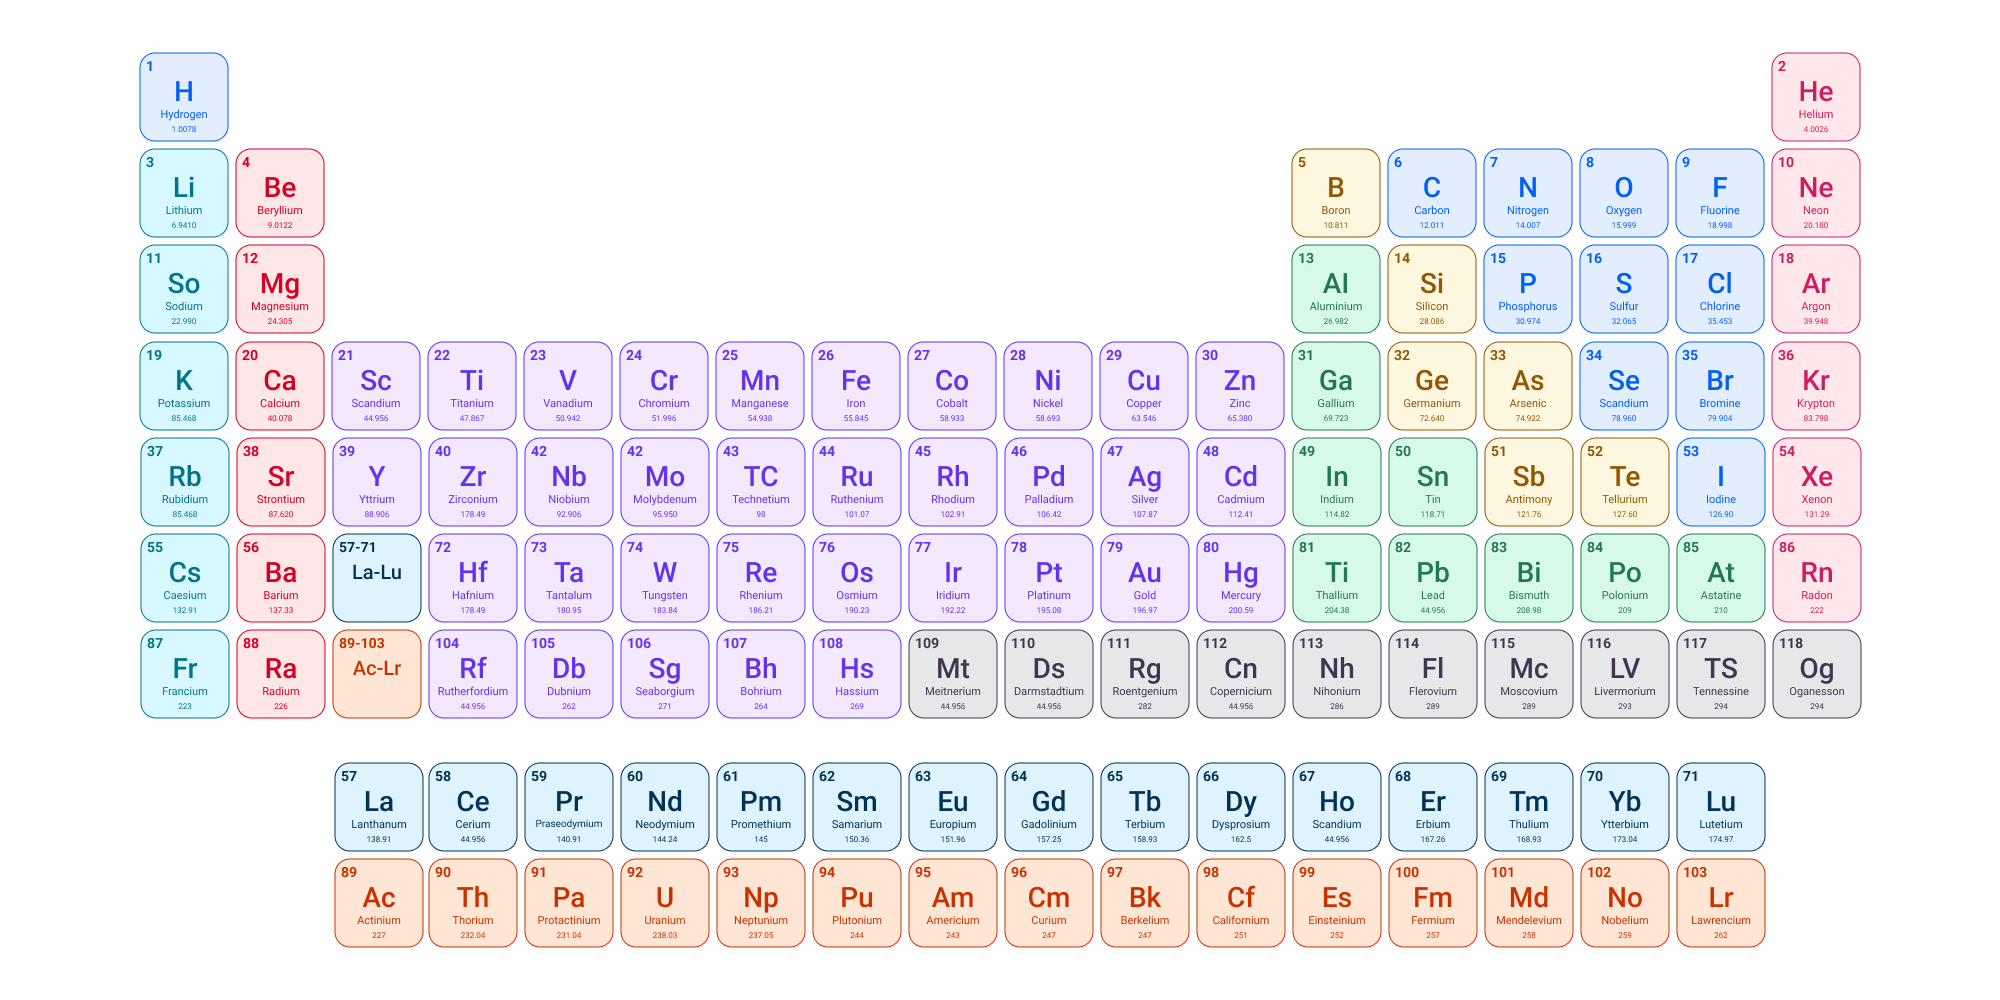 1
H
Hydrogen
1.0078
2
He
Helium
4.0026
3
Li
Lithium
6.9410
4
Be
Beryllium
9.0122
5
B
Boron
10.811
6
C
Carbon
12.011
7
N
Nitrogen
14.007
8
O
Oxygen
15.999
9
F
Fluorine
18.998
10
Ne
Neon
20.180
11
So
Sodium
22.990
12
Mg
Magnesium
24.305
13
Al
Aluminium
26.982
14
Si
Silicon
28.086
15
P
Phosphorus
30.974
16
S
Sulfur
32.065
17
Cl
Chlorine
35.453
18
Ar
Argon
39.948
19
K
Potassium
85.468
20
Ca
Calcium
40.078
21
Sc
Scandium
44.956
22
Ti
Titanium
47.867
23
V
Vanadium
50.942
24
Cr
Chromium
51.996
25
Mn
Manganese
54.938
26
Fe
Iron
55.845
27
Co
Cobalt
58.933
28
Ni
Nickel
58.693
29
Cu
Copper
63.546
30
Zn
Zinc
65.380
31
Ga
Gallium
69.723
32
Ge
Germanium
72.640
33
As
Arsenic
74.922
34
Se
Scandium
78.960
35
Br
Bromine
79.904
36
Kr
Krypton
83.798
37
Rb
Rubidium
85.468
38
Sr
Strontium
87.620
39
Y
Yttrium
88.906
40
Zr
Zirconium
178.49
42
Nb
Niobium
92.906
42
Mo
Molybdenum
95.950
43
TC
Technetium
98
44
Ru
Ruthenium
101.07
45
Rh
Rhodium
102.91
46
Pd
Palladium
106.42
47
Ag
Silver
107.87
48
Cd
Cadmium
112.41
49
In
Indium
114.82
50
Sn
Tin
118.71
51
Sb
Antimony
121.76
52
Te
Tellurium
127.60
53
I
Iodine
126.90
54
Xe
Xenon
131.29
55
Cs
Caesium
132.91
56
Ba
Barium
137.33
57-71
La-Lu
72
Hf
Hafnium
178.49
73
Ta
Tantalum
180.95
74
W
Tungsten
183.84
75
Re
Rhenium
186.21
76
Os
Osmium
190.23
77
Ir
Iridium
192.22
78
Pt
Platinum
195.08
79
Au
Gold
196.97
80
Hg
Mercury
200.59
81
Ti
Thallium
204.38
82
Pb
Lead
44.956
83
Bi
Bismuth
208.98
84
Po
Polonium
209
85
At
Astatine
210
86
Rn
Radon
222
87
Fr
Francium
223
88
Ra
Radium
226
89-103
Ac-Lr
104
Rf
Rutherfordium
44.956
105
Db
Dubnium
262
106
Sg
Seaborgium
271
107
Bh
Bohrium
264
108
Hs
Hassium
269
109
Mt
Meitnerium
44.956
110
Ds
Darmstadtium
44.956
111
Rg
Roentgenium
282
112
Cn
Copernicium
44.956
113
Nh
Nihonium
286
114
Fl
Flerovium
289
115
Mc
Moscovium
289
116
LV
Livermorium
293
117
TS
Tennessine
294
118
Og
Oganesson
294
57
La
Lanthanum
138.91
58
Ce
Cerium
44.956
59
Pr
Praseodymium
140.91
60
Nd
Neodymium
144.24
61
Pm
Promethium
145
62
Sm
Samarium
150.36
63
Eu
Europium
151.96
64
Gd
Gadolinium
157.25
65
Tb
Terbium
158.93
66
Dy
Dysprosium
162.5
67
Ho
Scandium
44.956
68
Er
Erbium
167.26
69
Tm
Thulium
168.93
70
Yb
Ytterbium
173.04
71
Lu
Lutetium
174.97
89
Ac
Actinium
227
90
Th
Thorium
232.04
91
Pa
Protactinium
231.04
92
U
Uranium
238.03
93
Np
Neptunium
237.05
94
Pu
Plutonium
244
95
Am
Americium
243
96
Cm
Curium
247
97
Bk
Berkelium
247
98
Cf
Californium
251
99
Es
Einsteinium
252
100
Fm
Fermium
257
101
Md
Mendelevium
258
102
No
Nobelium
259
103
Lr
Lawrencium
262